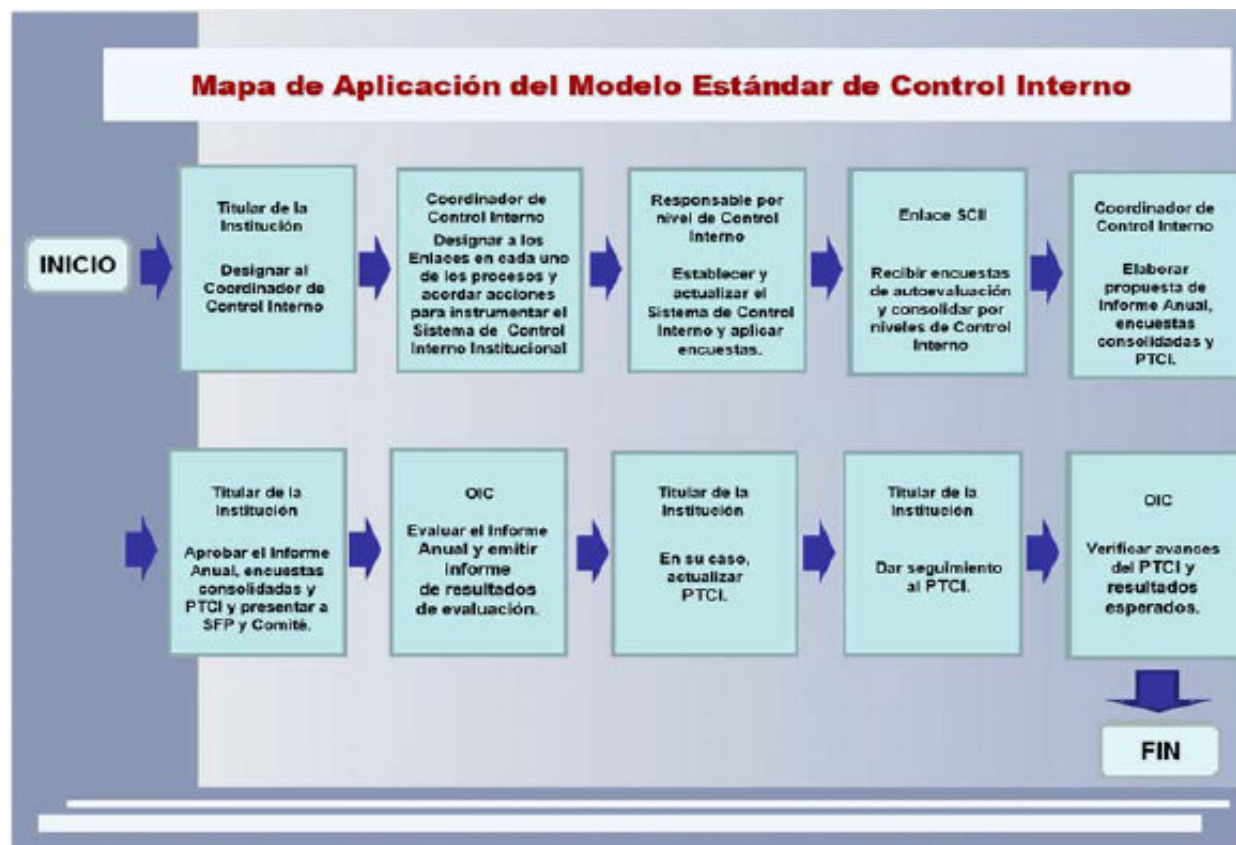 Mapa de Aplicación del Modelo Estándar de Control Interno
INICIO
Titular de la
Institución
Designar al
Coordinador de
Control Interno
Coordinador de
Control Interno
Designar a los
Enlaces en cada uno
de los procesos y
acordar acciones
para instrumentar el
Sistema de Control
Interno Institucional
Responsable por
nivel de Control
Interno
Establecer y
actualizar el
Sistema de Control
Interno y aplicar
encuestas.
Enlace SCII
Recibir encuestas
de autoevaluación
y consolidar por
niveles de Control
Interno
Coordinador de
Control Interno
Elaborar
propuesta de
Informe Anual,
encuestas
consolidadas y
PTCI.
Titular de la
Institución
Aprobar el Informe
Anual, encuestas
consolidadas y
PTCI y presentar a
SFP y Comité.
OIC
Evaluar el Informe
Anual y emitir
informe
de resultados
de evaluación.
Titular de la
Institución
En su caso,
actualizar
PTCI.
Titular de la
Institución
Dar seguimiento
al PTCI.
OIC
Verificar avances
del PTCI y
resultados
esperados.
FIN